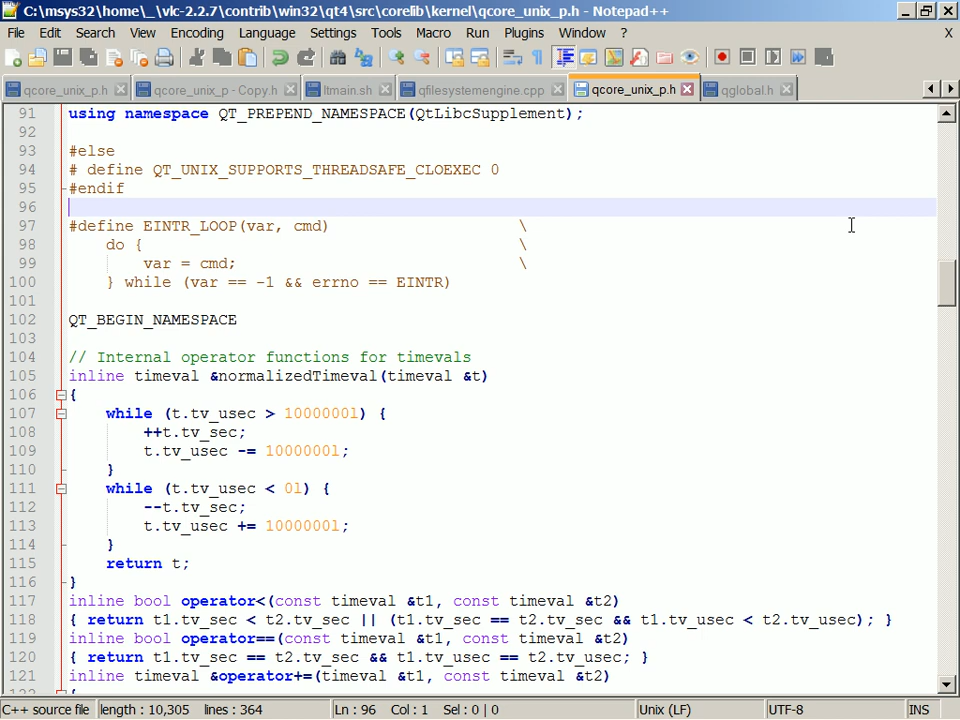 C:\msys32\home\_\vlc-2.2.7\contrib\win32\qt4\src\corelib\kernel\qcore_unix_p.h - Notepad++
File Edit Search View Encoding Language Settings Tools Macro Run Plugins Window ? X
qcore_unix_p.h qcore_unix_p - Copy.h ltmain.sh qfilesystemengine.cpp qcore_unix_p.h qglobal.h
91 using namespace QT_PREPEND_NAMESPACE(QtLibcSupplement);
92
93 #else
94 # define QT_UNIX_SUPPORTS_THREADSAFE_CLOEXEC 0
95 #endif
96
97 #define EINTR_LOOP(var, cmd) \
98 do { \
99 var = cmd; \
100 } while (var == -1 && errno == EINTR)
101
102 QT_BEGIN_NAMESPACE
103
104 // Internal operator functions for timevals
105 inline timeval &normalizedTimeval(timeval &t)
106 {
107 while (t.tv_usec > 1000000l) {
108 ++t.tv_sec;
109 t.tv_usec -= 1000000l;
110 }
111 while (t.tv_usec < 0l) {
112 --t.tv_sec;
113 t.tv_usec += 1000000l;
114 }
115 return t;
116 }
117 inline bool operator<(const timeval &t1, const timeval &t2)
118 { return t1.tv_sec < t2.tv_sec || (t1.tv_sec == t2.tv_sec && t1.tv_usec < t2.tv_usec); }
119 inline bool operator==(const timeval &t1, const timeval &t2)
120 { return t1.tv_sec == t2.tv_sec && t1.tv_usec == t2.tv_usec; }
121 inline timeval &operator+=(timeval &t1, const timeval &t2)
122 {
C++ source file length : 10,305 lines : 364 Ln : 96 Col : 1 Sel : 0 | 0 Unix (LF) UTF-8 INS